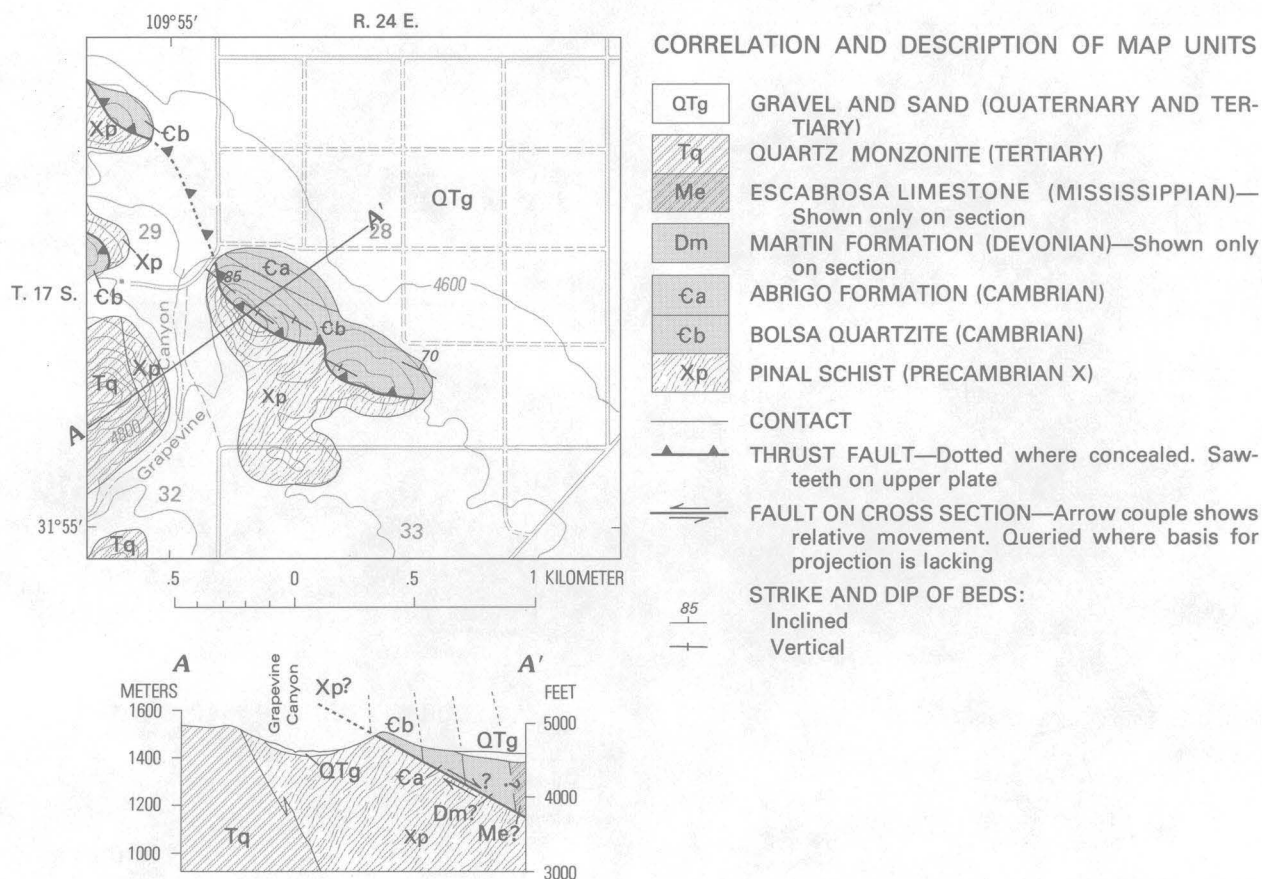 109°55'
R. 24 E.
Xp
Ꞓb
QTg
A'
28
29
Xp
Ꞓb
Ꞓa
85
4600
T. 17 S.
Canyon
Ꞓb
70
Xp
Tq
Xp
A
4800
Grapevine
32
31°55'
33
Tq
.5 0 .5 1 KILOMETER
A A'
METERS
FEET
Grapevine
Canyon
Xp?
1600
1400
1200
1000
5000
4000
3000
Ꞓb
QTg
QTg
Ꞓa
?
?
Dm?
Me?
Tq
Xp
CORRELATION AND DESCRIPTION OF MAP UNITS
QTg GRAVEL AND SAND (QUATERNARY AND TER-
TIARY)
Tq QUARTZ MONZONITE (TERTIARY)
Me ESCABROSA LIMESTONE (MISSISSIPPIAN)—
Shown only on section
Dm MARTIN FORMATION (DEVONIAN)—Shown only
on section
Ꞓa ABRIGO FORMATION (CAMBRIAN)
Ꞓb BOLSA QUARTZITE (CAMBRIAN)
Xp PINAL SCHIST (PRECAMBRIAN X)
CONTACT
THRUST FAULT—Dotted where concealed. Saw-
teeth on upper plate
FAULT ON CROSS SECTION—Arrow couple shows
relative movement. Queried where basis for
projection is lacking
STRIKE AND DIP OF BEDS:
85 Inclined
Vertical